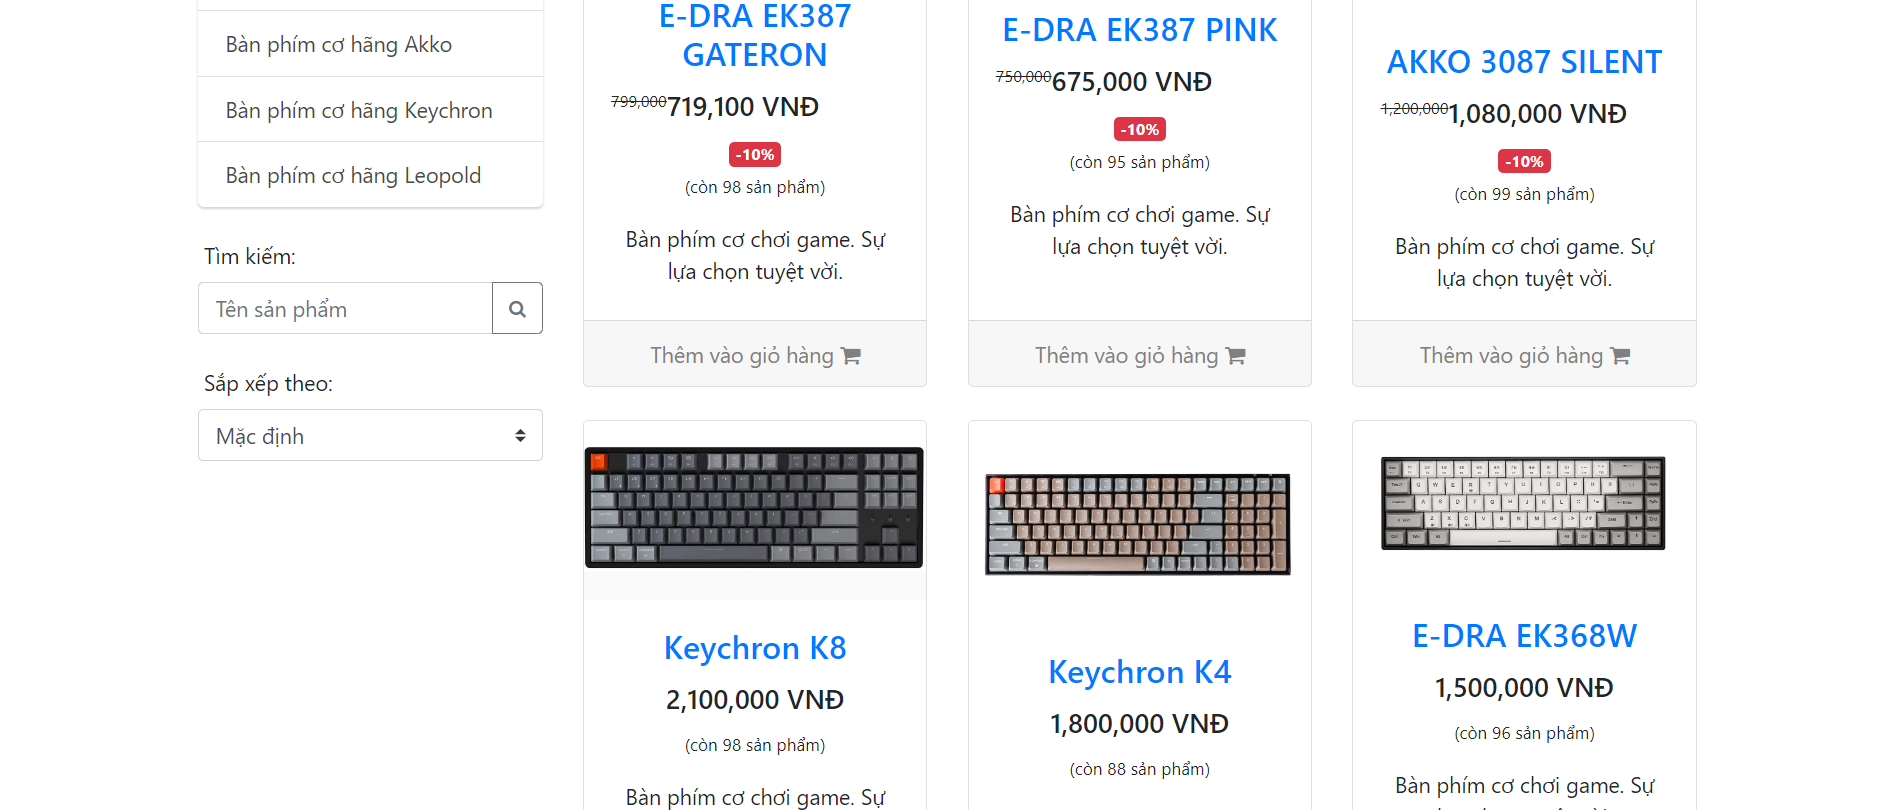 Bàn phím cơ hãng Akko
Bàn phím cơ hãng Keychron
Bàn phím cơ hãng Leopold
Tìm kiếm:
Tên sản phẩm
Sắp xếp theo:
Mặc định
E-DRA EK387
GATERON
799,000719,100 VNĐ
-10%
(còn 98 sản phẩm)
Bàn phím cơ chơi game. Sự
lựa chọn tuyệt vời.
Thêm vào giỏ hàng
E-DRA EK387 PINK
750,000675,000 VNĐ
-10%
(còn 95 sản phẩm)
Bàn phím cơ chơi game. Sự
lựa chọn tuyệt vời.
Thêm vào giỏ hàng
AKKO 3087 SILENT
1,200,0001,080,000 VNĐ
-10%
(còn 99 sản phẩm)
Bàn phím cơ chơi game. Sự
lựa chọn tuyệt vời.
Thêm vào giỏ hàng
Keychron K8
2,100,000 VNĐ
(còn 98 sản phẩm)
Bàn phím cơ chơi game. Sự
Keychron K4
1,800,000 VNĐ
(còn 88 sản phẩm)
E-DRA EK368W
1,500,000 VNĐ
(còn 96 sản phẩm)
Bàn phím cơ chơi game. Sự